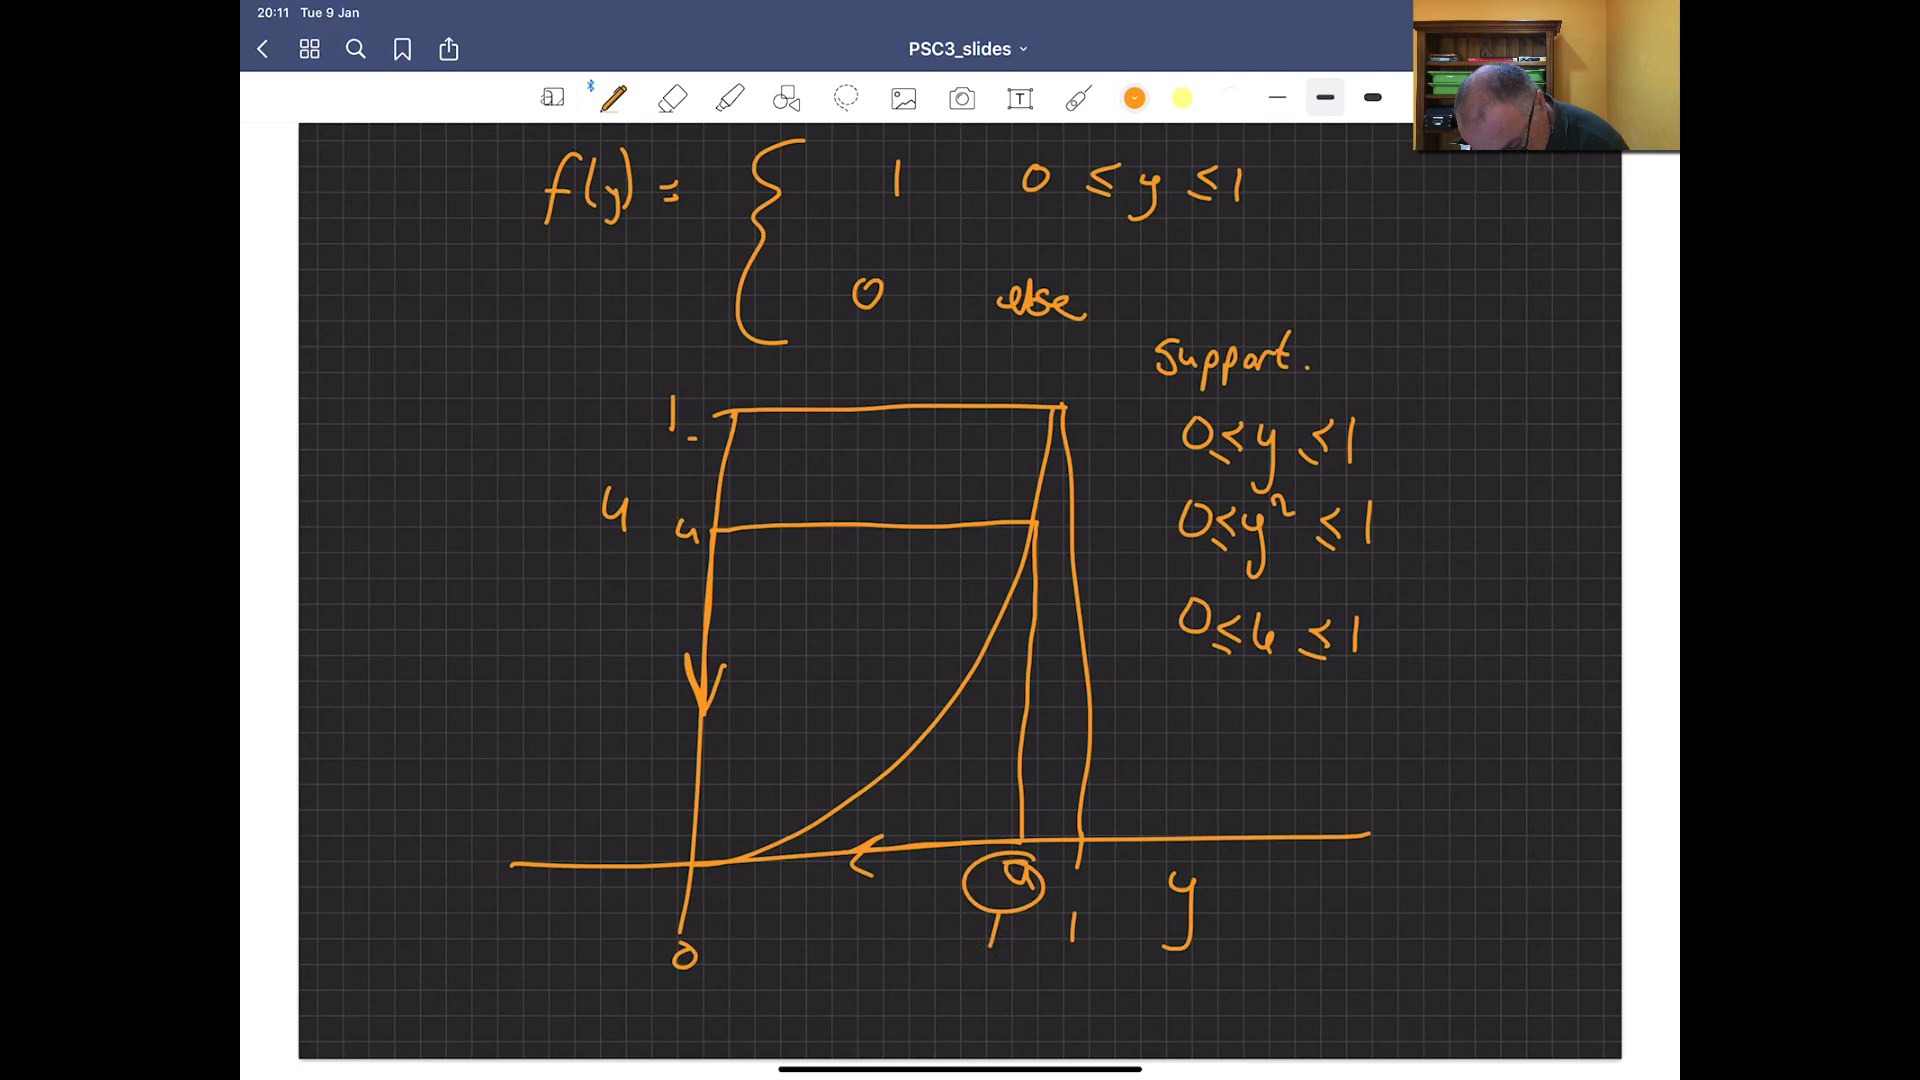 20:11 Tue 9 Jan
PSC3_slides
f(y) = { 1 0 ≤ y ≤ 1
0 else
support.
1
0 ≤ y ≤ 1
u
0 ≤ y² ≤ 1
u
0 ≤ u ≤ 1
a
y
1
0